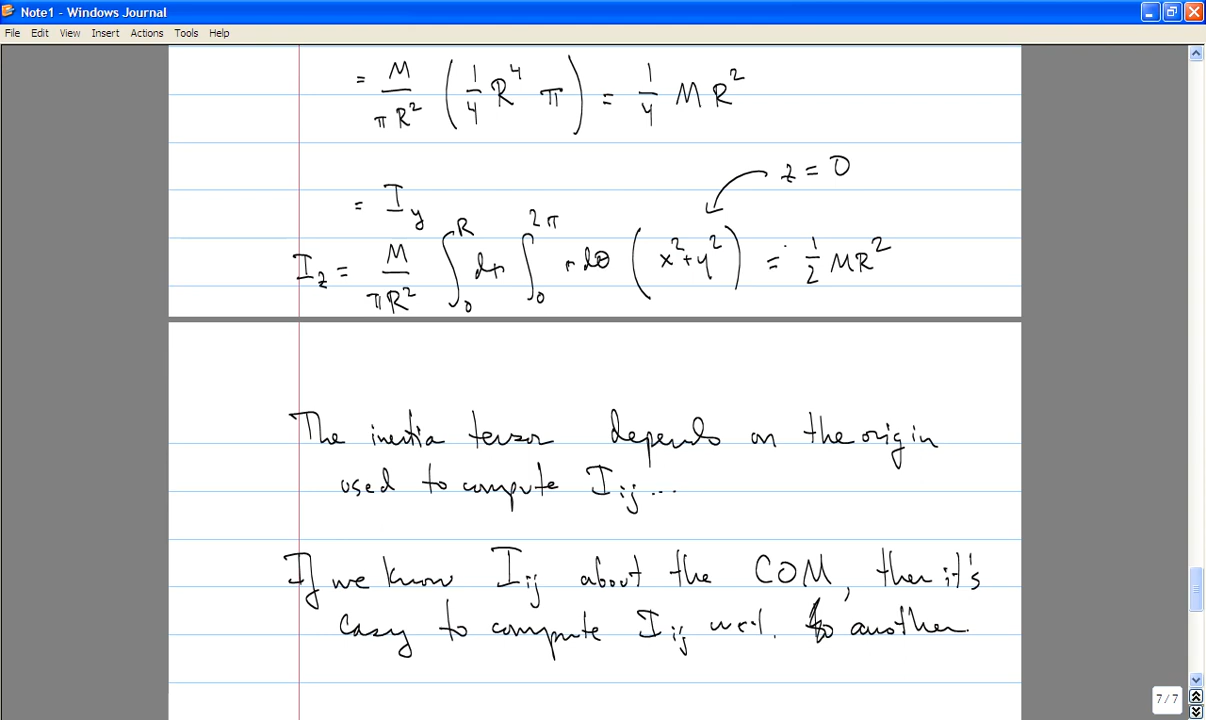 Note1 - Windows Journal
File Edit View Insert Actions Tools Help
= M/πR² (1/4 R⁴ π) = 1/4 MR²
z = 0
= I_y
I_z = M/πR² ∫₀^R dr ∫₀^2π r dθ (x²+y²) = 1/2 MR²
The inertia tensor depends on the origin
used to compute I_ij ...
If we know I_ij about the COM, then it's
easy to compute I_ij w.r.t. to another.
7/7